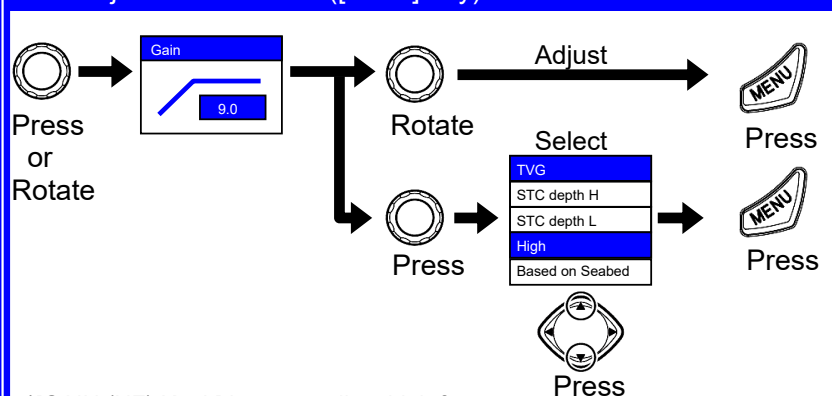 Gain
9.0
Press
or
Rotate
Rotate
Adjust
MENU
Press
Press
Select
TVG
STC depth H
STC depth L
High
Based on Seabed
Press
MENU
Press